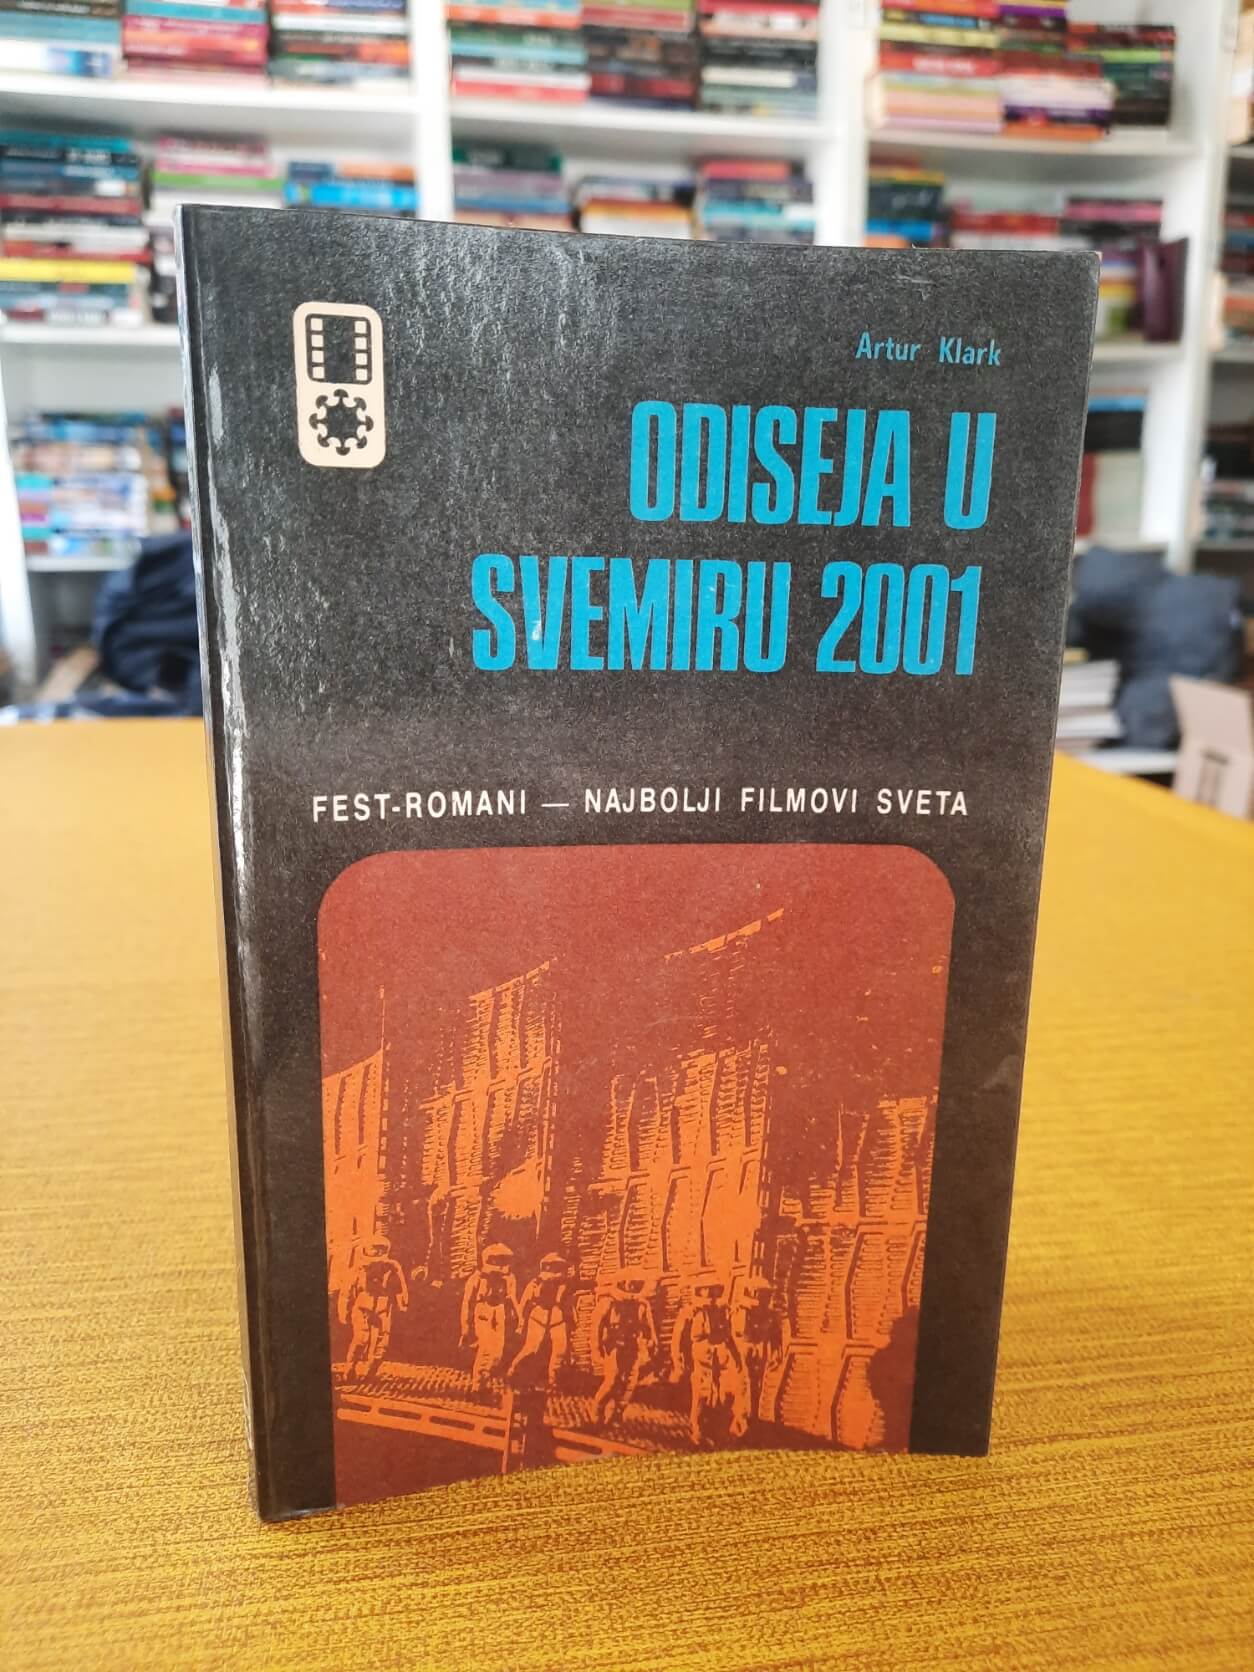 Artur Klark
ODISEJA U
SVEMIRU 2001
FEST-ROMANI — NAJBOLJI FILMOVI SVETA